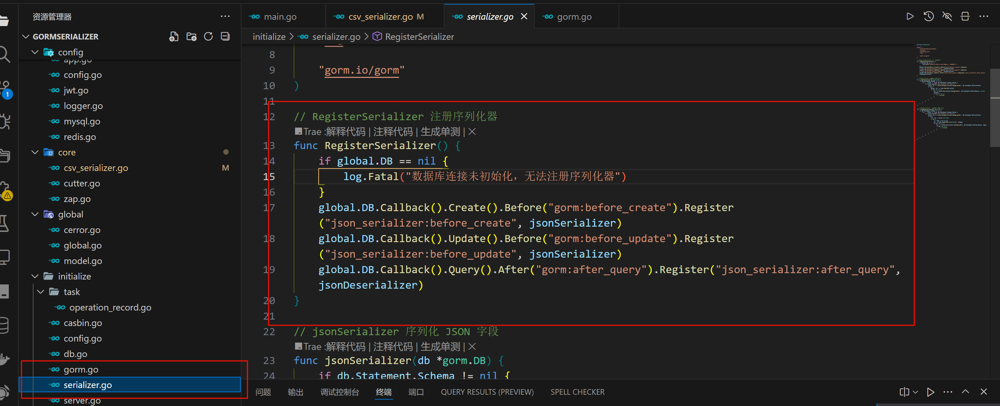 资源管理器
main.go
csv_serializer.go M
serializer.go
gorm.go
GORMSERIALIZER
initialize > serializer.go > RegisterSerializer
config
app.go
config.go
jwt.go
logger.go
mysql.go
redis.go
core
csv_serializer.go M
cutter.go
zap.go
global
cerror.go
global.go
model.go
initialize
task
operation_record.go
casbin.go
config.go
db.go
gorm.go
serializer.go
server.go
1
8
9 "gorm.io/gorm"
10 )
11
12 // RegisterSerializer 注册序列化器
Trae :解释代码 | 注释代码 | 生成单测 | ×
13 func RegisterSerializer() {
14 if global.DB == nil {
15 log.Fatal("数据库连接未初始化，无法注册序列化器")
16 }
17 global.DB.Callback().Create().Before("gorm:before_create").Register
("json_serializer:before_create", jsonSerializer)
18 global.DB.Callback().Update().Before("gorm:before_update").Register
("json_serializer:before_update", jsonSerializer)
19 global.DB.Callback().Query().After("gorm:after_query").Register("json_serializer:after_query",
jsonDeserializer)
20 }
21
22 // jsonSerializer 序列化 JSON 字段
Trae :解释代码 | 注释代码 | 生成单测 | ×
23 func jsonSerializer(db *gorm.DB) {
24 if db.Statement.Schema != nil {
问题
输出
调试控制台
终端
端口
QUERY RESULTS (PREVIEW)
SPELL CHECKER